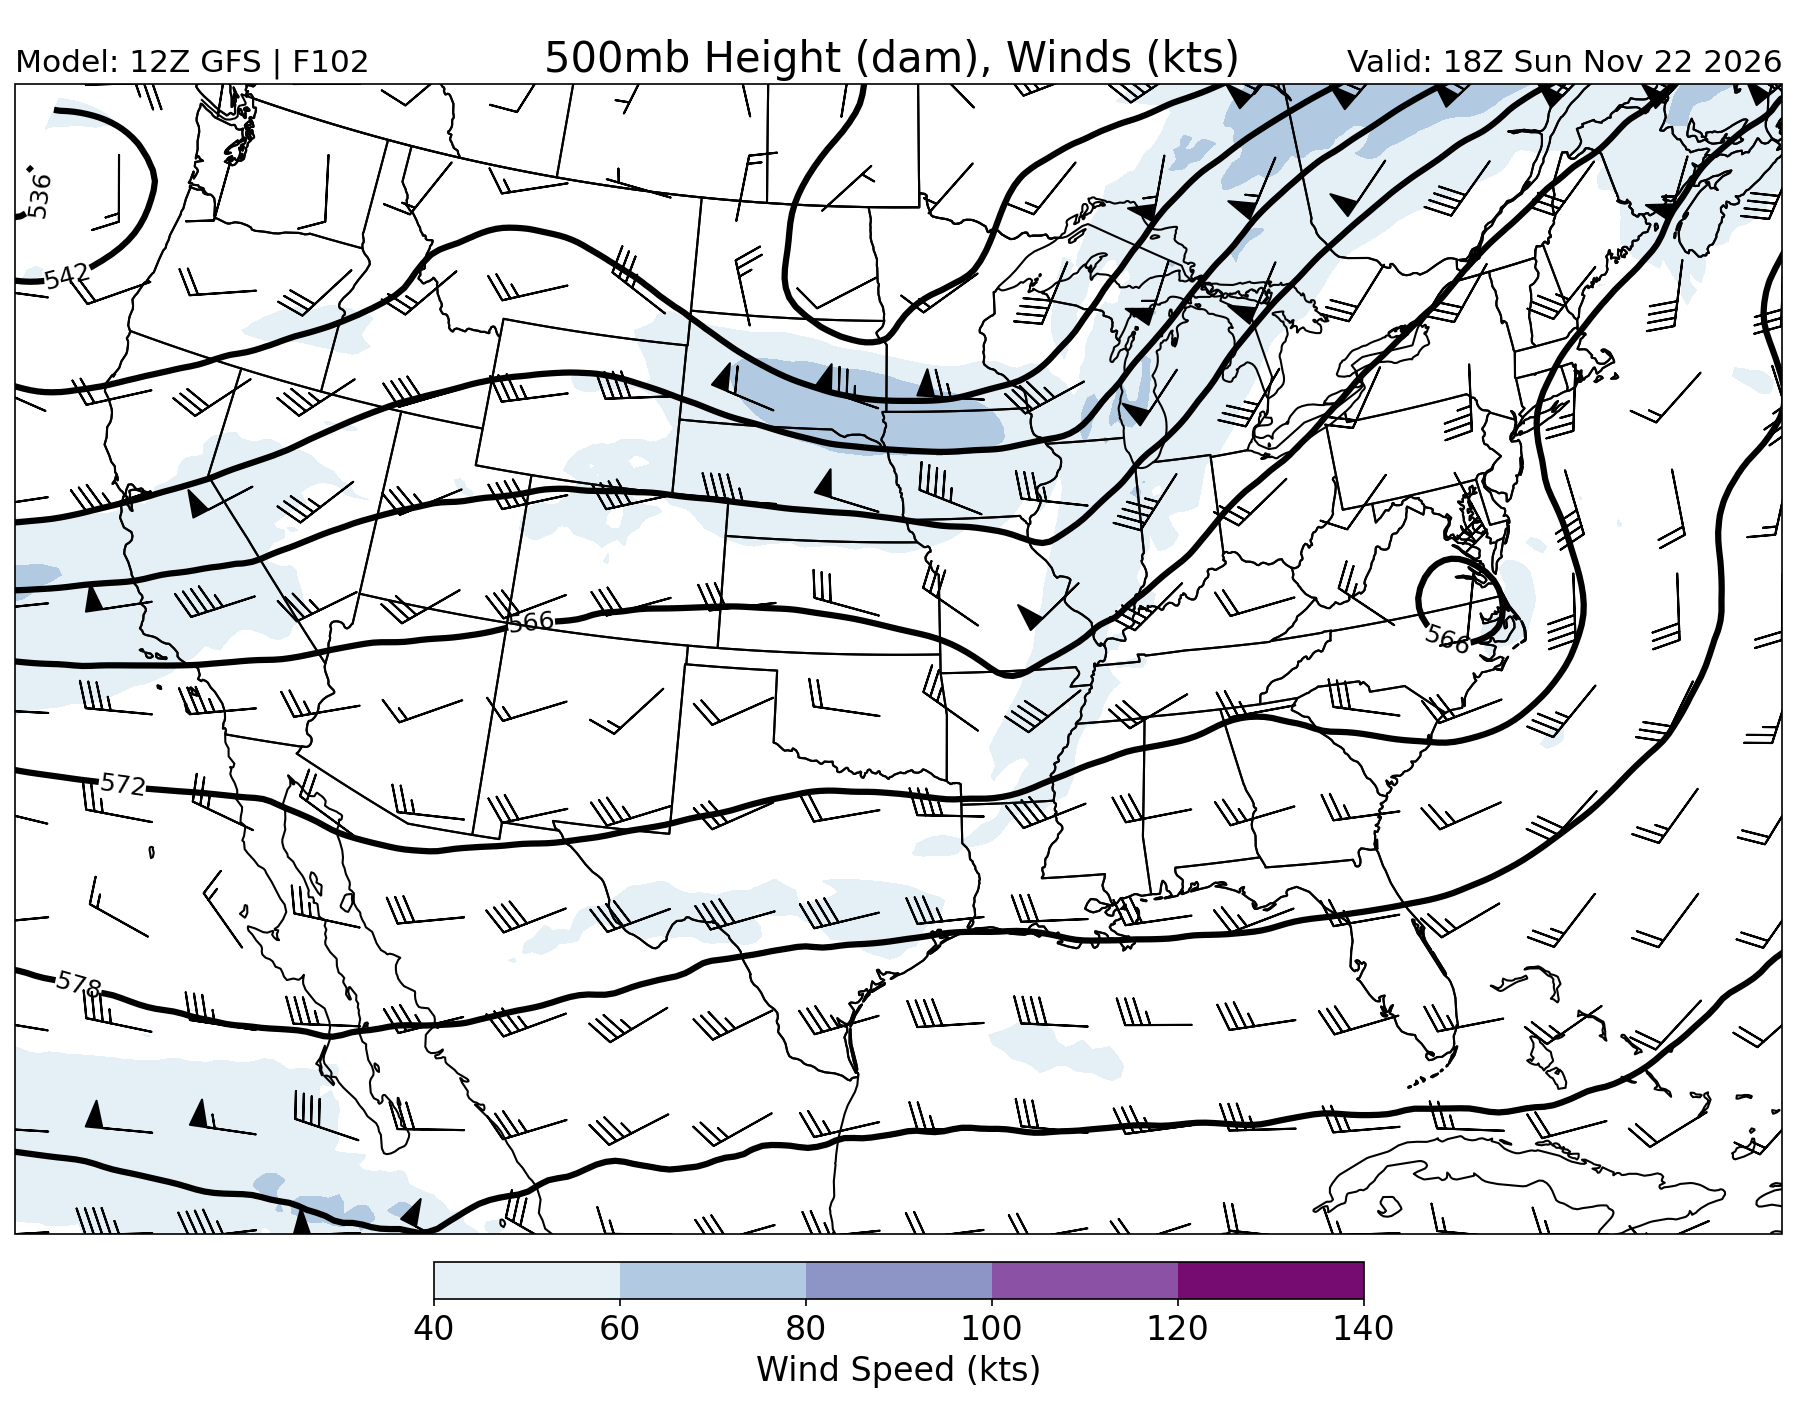 Model: 12Z GFS | F102
500mb Height (dam), Winds (kts)
Valid: 18Z Sun Nov 22 2026
536
542
566
566
572
578
40 60 80 100 120 140
Wind Speed (kts)